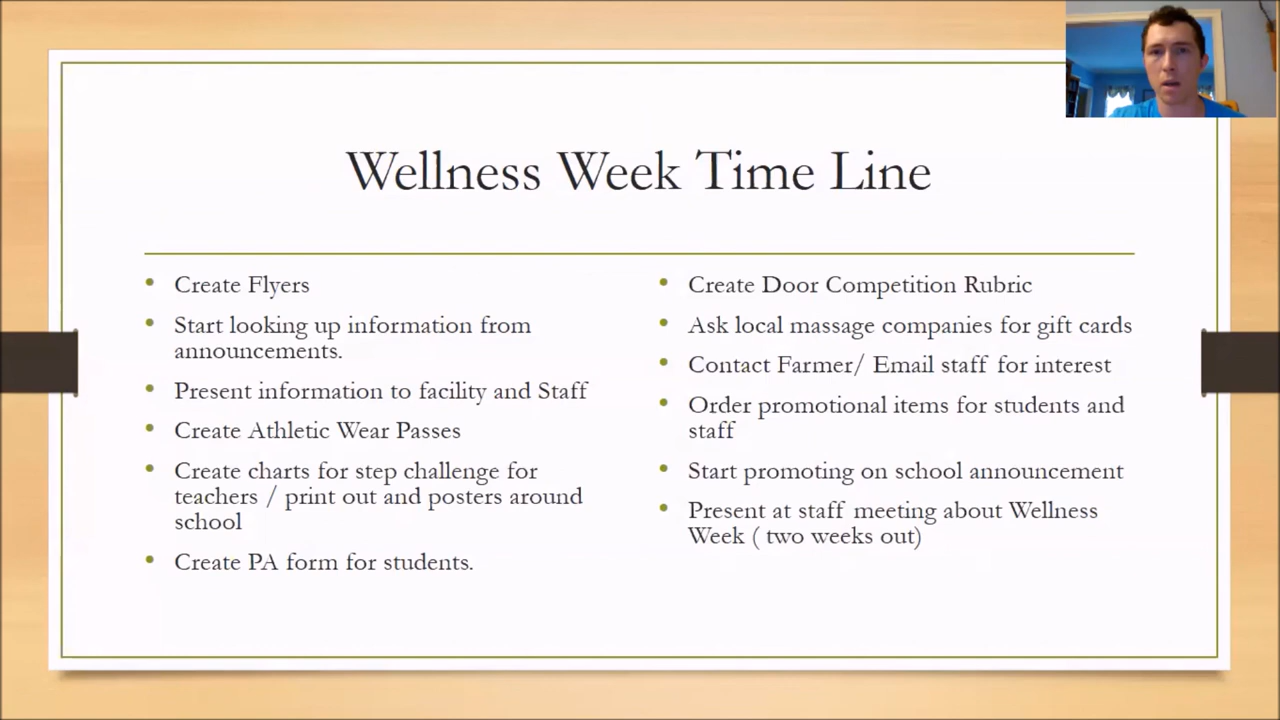 Wellness Week Time Line
Create Flyers
Start looking up information from
announcements.
Present information to facility and Staff
Create Athletic Wear Passes
Create charts for step challenge for
teachers / print out and posters around
school
Create PA form for students.
Create Door Competition Rubric
Ask local massage companies for gift cards
Contact Farmer/ Email staff for interest
Order promotional items for students and
staff
Start promoting on school announcement
Present at staff meeting about Wellness
Week ( two weeks out)